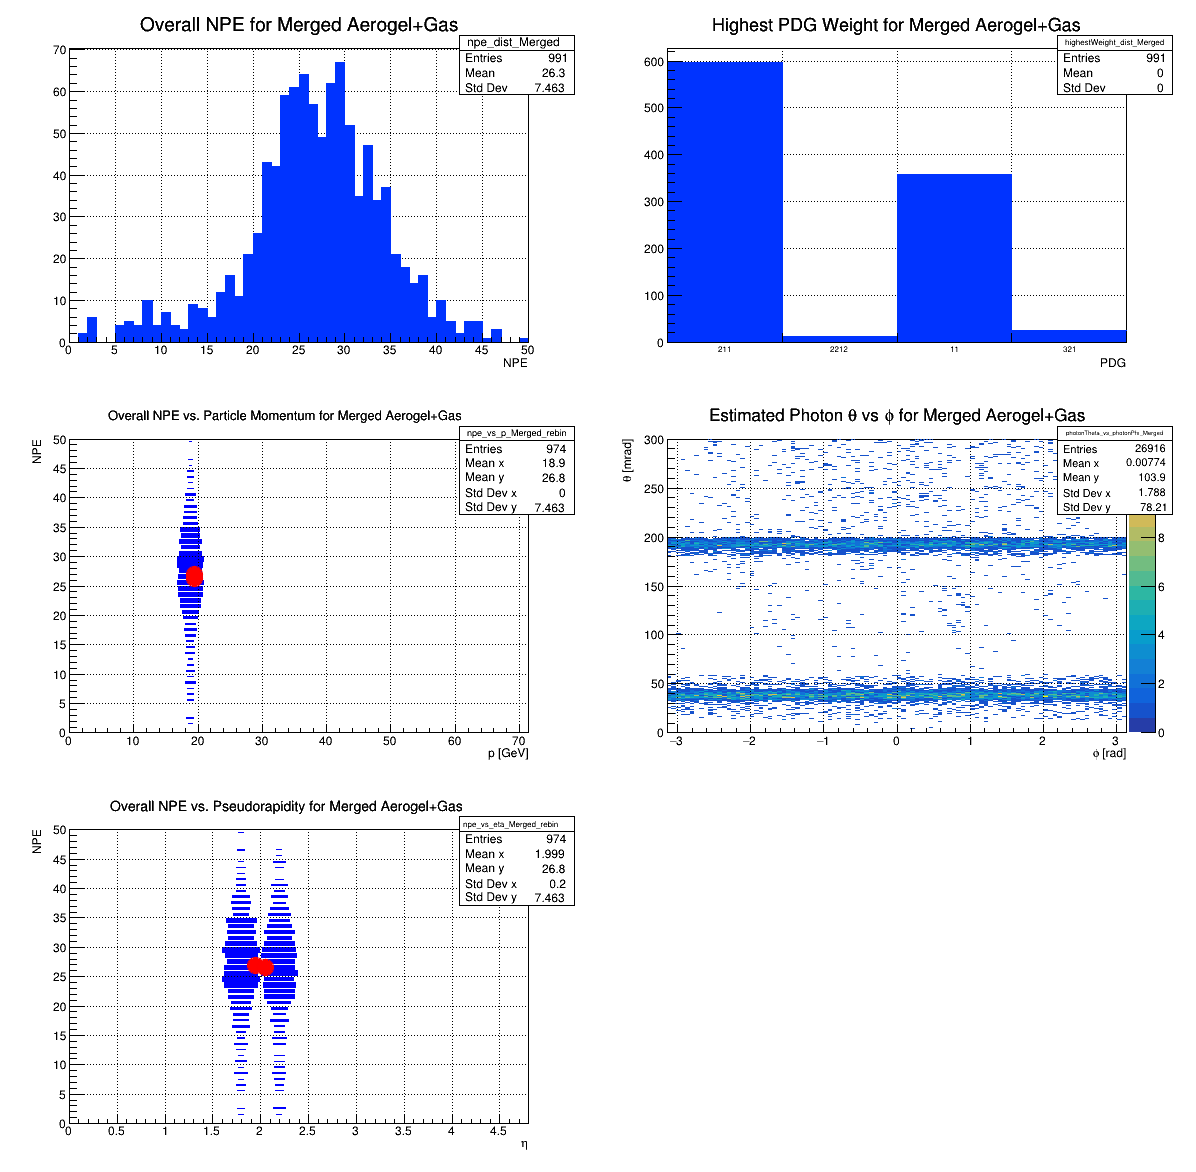 Overall NPE for Merged Aerogel+Gas
npe_dist_Merged
Entries 991
Mean 26.3
Std Dev 7.463
70
60
50
40
30
20
10
0
0 5 10 15 20 25 30 35 40 45 50
NPE
Highest PDG Weight for Merged Aerogel+Gas
highestWeight_dist_Merged
Entries 991
Mean 0
Std Dev 0
600
500
400
300
200
100
0
211 2212 11 321
PDG
Overall NPE vs. Particle Momentum for Merged Aerogel+Gas
npe_vs_p_Merged_rebin
Entries 974
Mean x 18.9
Mean y 26.8
Std Dev x 0
Std Dev y 7.463
NPE
50
45
40
35
30
25
20
15
10
5
0
0 10 20 30 40 50 60 70
p [GeV]
Estimated Photon θ vs ϕ for Merged Aerogel+Gas
photonTheta_vs_photonPhi_Merged
Entries 26916
Mean x 0.00774
Mean y 103.9
Std Dev x 1.788
Std Dev y 78.21
θ [mrad]
300
250
200
150
100
50
0
−3 −2 −1 0 1 2 3
ϕ [rad]
8
6
4
2
0
Overall NPE vs. Pseudorapidity for Merged Aerogel+Gas
npe_vs_eta_Merged_rebin
Entries 974
Mean x 1.999
Mean y 26.8
Std Dev x 0.2
Std Dev y 7.463
NPE
50
45
40
35
30
25
20
15
10
5
0
0 0.5 1 1.5 2 2.5 3 3.5 4 4.5
η